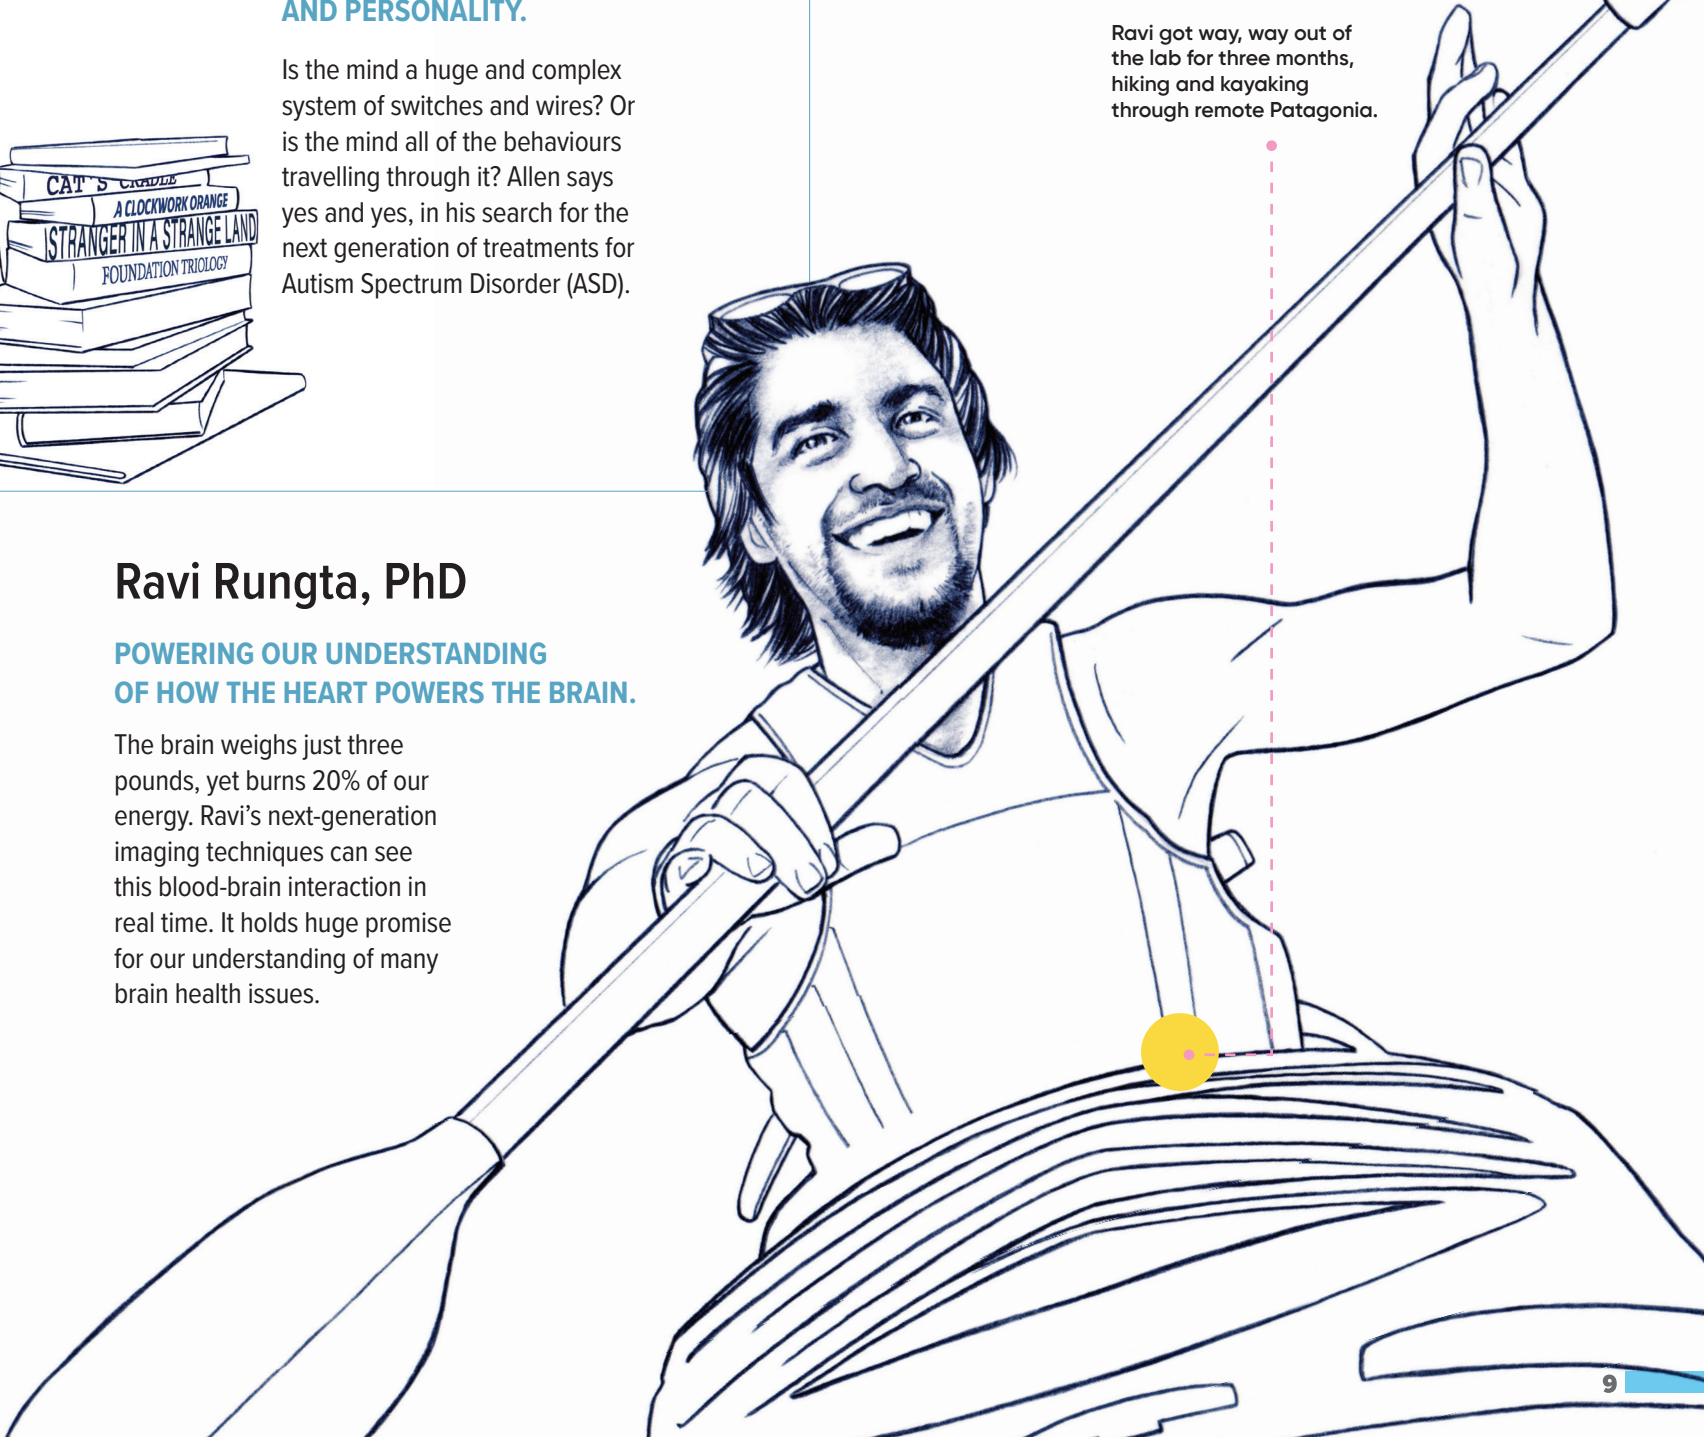 AND PERSONALITY.
Is the mind a huge and complex
system of switches and wires? Or
is the mind all of the behaviours
travelling through it? Allen says
yes and yes, in his search for the
next generation of treatments for
Autism Spectrum Disorder (ASD).
CAT'S CRADLE
A CLOCKWORK ORANGE
STRANGER IN A STRANGE LAND
FOUNDATION TRIOLOGY
Ravi got way, way out of
the lab for three months,
hiking and kayaking
through remote Patagonia.
Ravi Rungta, PhD
POWERING OUR UNDERSTANDING
OF HOW THE HEART POWERS THE BRAIN.
The brain weighs just three
pounds, yet burns 20% of our
energy. Ravi’s next-generation
imaging techniques can see
this blood-brain interaction in
real time. It holds huge promise
for our understanding of many
brain health issues.
9